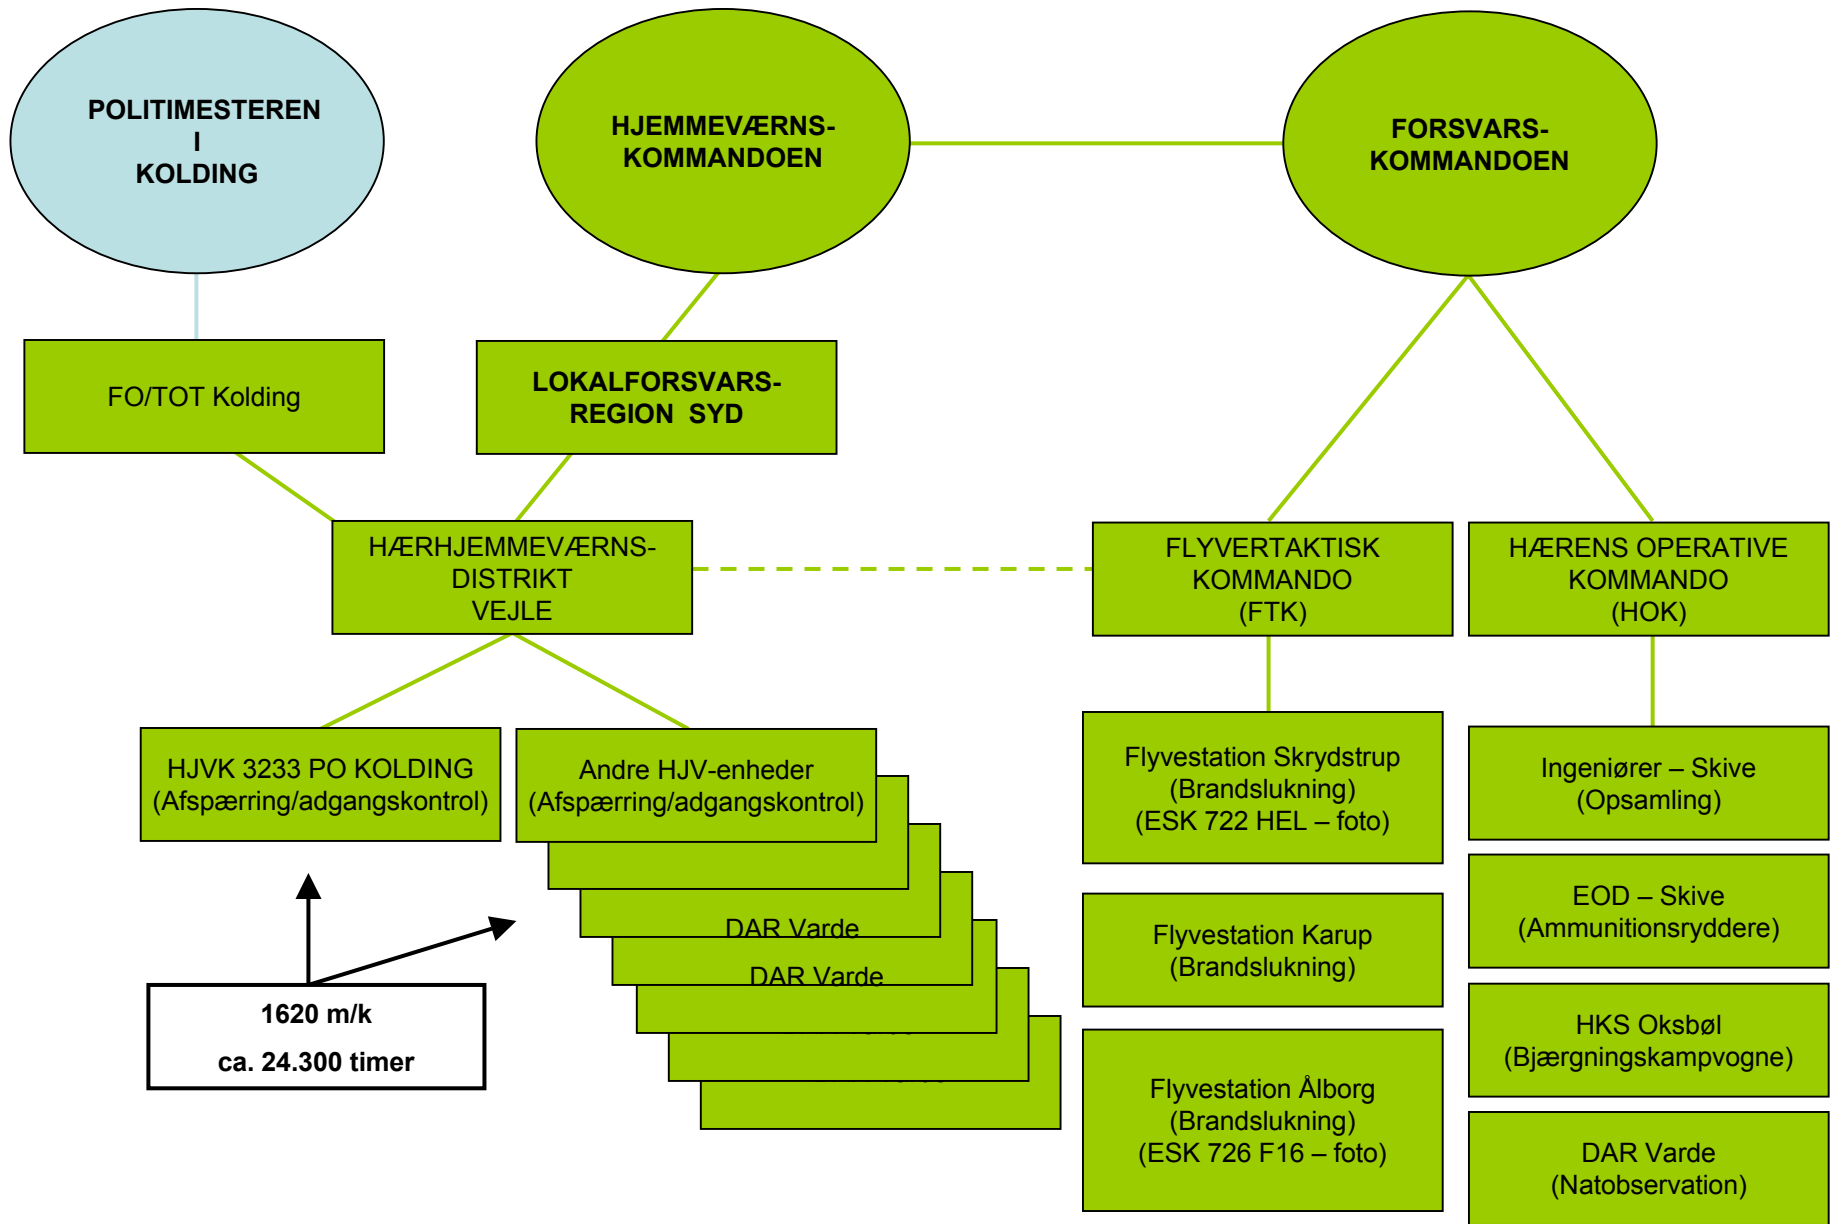 POLITIMESTEREN
I
KOLDING
HJEMMEVÆRNS-
KOMMANDOEN
FORSVARS-
KOMMANDOEN
FO/TOT Kolding
LOKALFORSVARS-
REGION SYD
HÆRHJEMMEVÆRNS-
DISTRIKT
VEJLE
FLYVERTAKTISK
KOMMANDO
(FTK)
HÆRENS OPERATIVE
KOMMANDO
(HOK)
HJVK 3233 PO KOLDING
(Afspærring/adgangskontrol)
Andre HJV-enheder
(Afspærring/adgangskontrol)
DAR Varde
DAR Varde
1620 m/k
ca. 24.300 timer
Flyvestation Skrydstrup
(Brandslukning)
(ESK 722 HEL – foto)
Flyvestation Karup
(Brandslukning)
Flyvestation Ålborg
(Brandslukning)
(ESK 726 F16 – foto)
Ingeniører – Skive
(Opsamling)
EOD – Skive
(Ammunitionsryddere)
HKS Oksbøl
(Bjærgningskampvogne)
DAR Varde
(Natobservation)